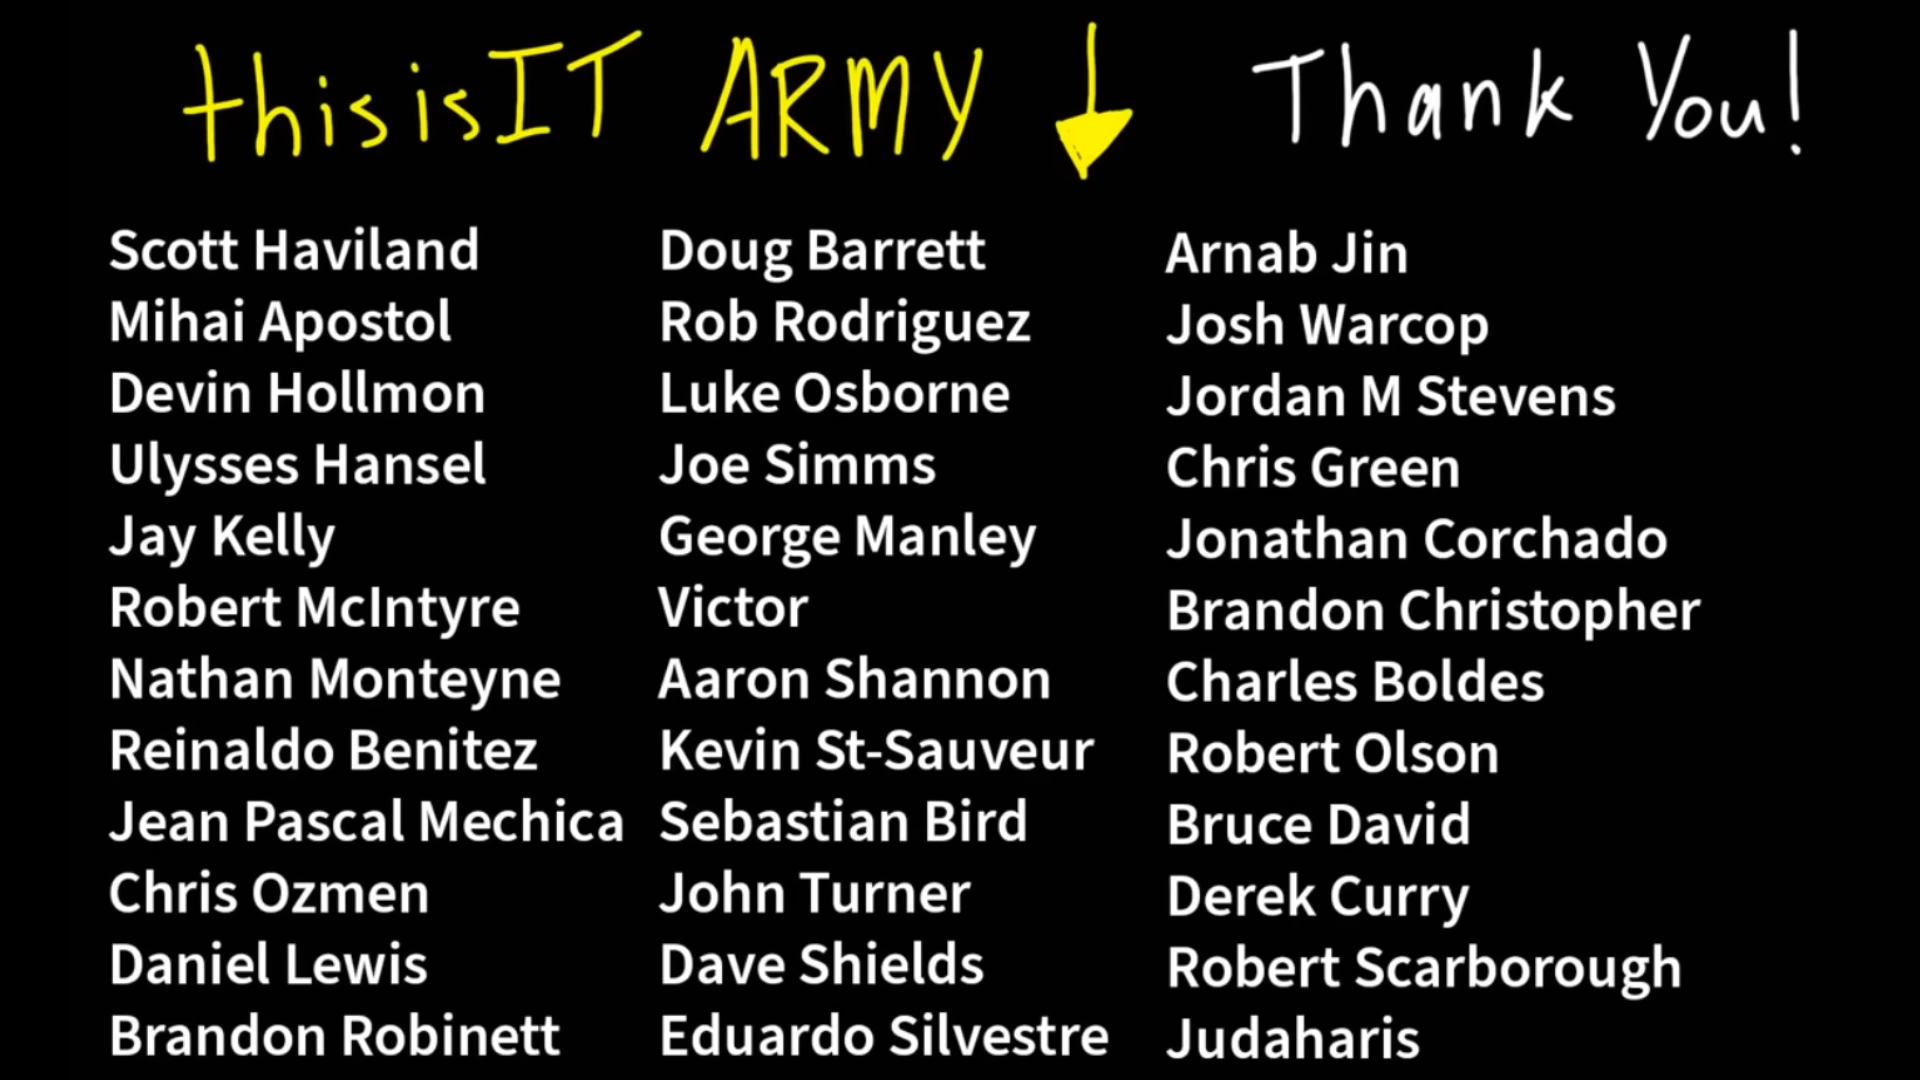 thisisIT ARMY Thank You!
Scott Haviland
Mihai Apostol
Devin Hollmon
Ulysses Hansel
Jay Kelly
Robert McIntyre
Nathan Monteyne
Reinaldo Benitez
Jean Pascal Mechica
Chris Ozmen
Daniel Lewis
Brandon Robinett
Doug Barrett
Rob Rodriguez
Luke Osborne
Joe Simms
George Manley
Victor
Aaron Shannon
Kevin St-Sauveur
Sebastian Bird
John Turner
Dave Shields
Eduardo Silvestre
Arnab Jin
Josh Warcop
Jordan M Stevens
Chris Green
Jonathan Corchado
Brandon Christopher
Charles Boldes
Robert Olson
Bruce David
Derek Curry
Robert Scarborough
Judaharis